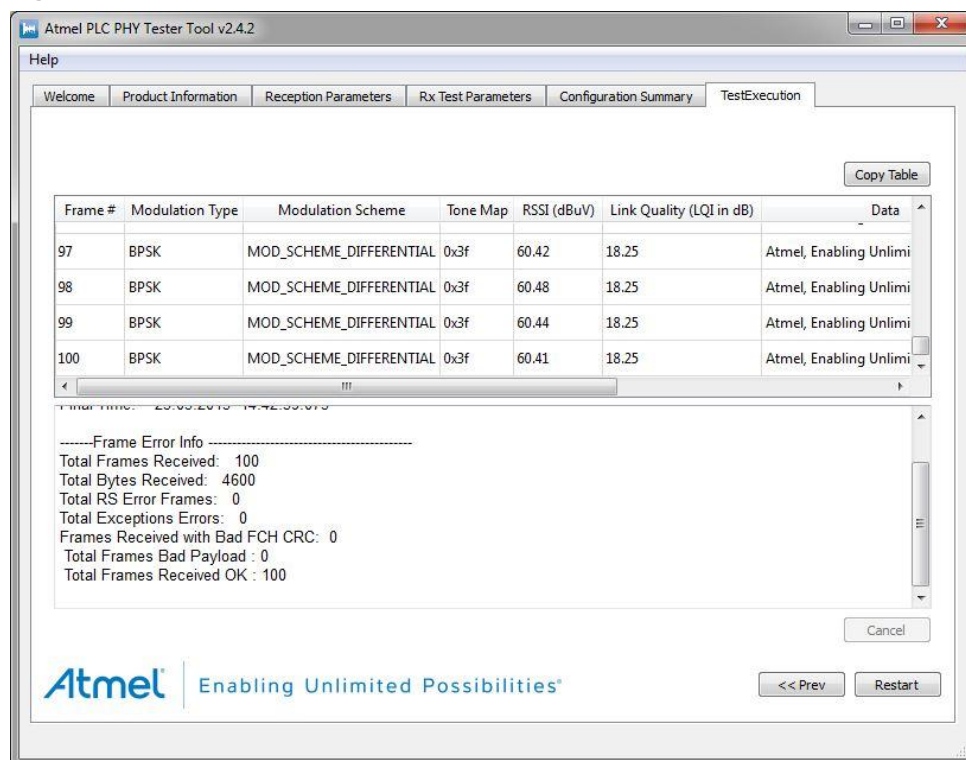 Atmel PLC PHY Tester Tool v2.4.2
Help
Welcome Product Information Reception Parameters Rx Test Parameters Configuration Summary TestExecution
Copy Table
Frame # Modulation Type Modulation Scheme Tone Map RSSI (dBuV) Link Quality (LQI in dB) Data
97 BPSK MOD_SCHEME_DIFFERENTIAL 0x3f 60.42 18.25 Atmel, Enabling Unlimi
98 BPSK MOD_SCHEME_DIFFERENTIAL 0x3f 60.48 18.25 Atmel, Enabling Unlimi
99 BPSK MOD_SCHEME_DIFFERENTIAL 0x3f 60.44 18.25 Atmel, Enabling Unlimi
100 BPSK MOD_SCHEME_DIFFERENTIAL 0x3f 60.41 18.25 Atmel, Enabling Unlimi
-------Frame Error Info --------------------------------------------
Total Frames Received: 100
Total Bytes Received: 4600
Total RS Error Frames: 0
Total Exceptions Errors: 0
Frames Received with Bad FCH CRC: 0
Total Frames Bad Payload : 0
Total Frames Received OK : 100
Cancel
Atmel Enabling Unlimited Possibilities®
<< Prev Restart